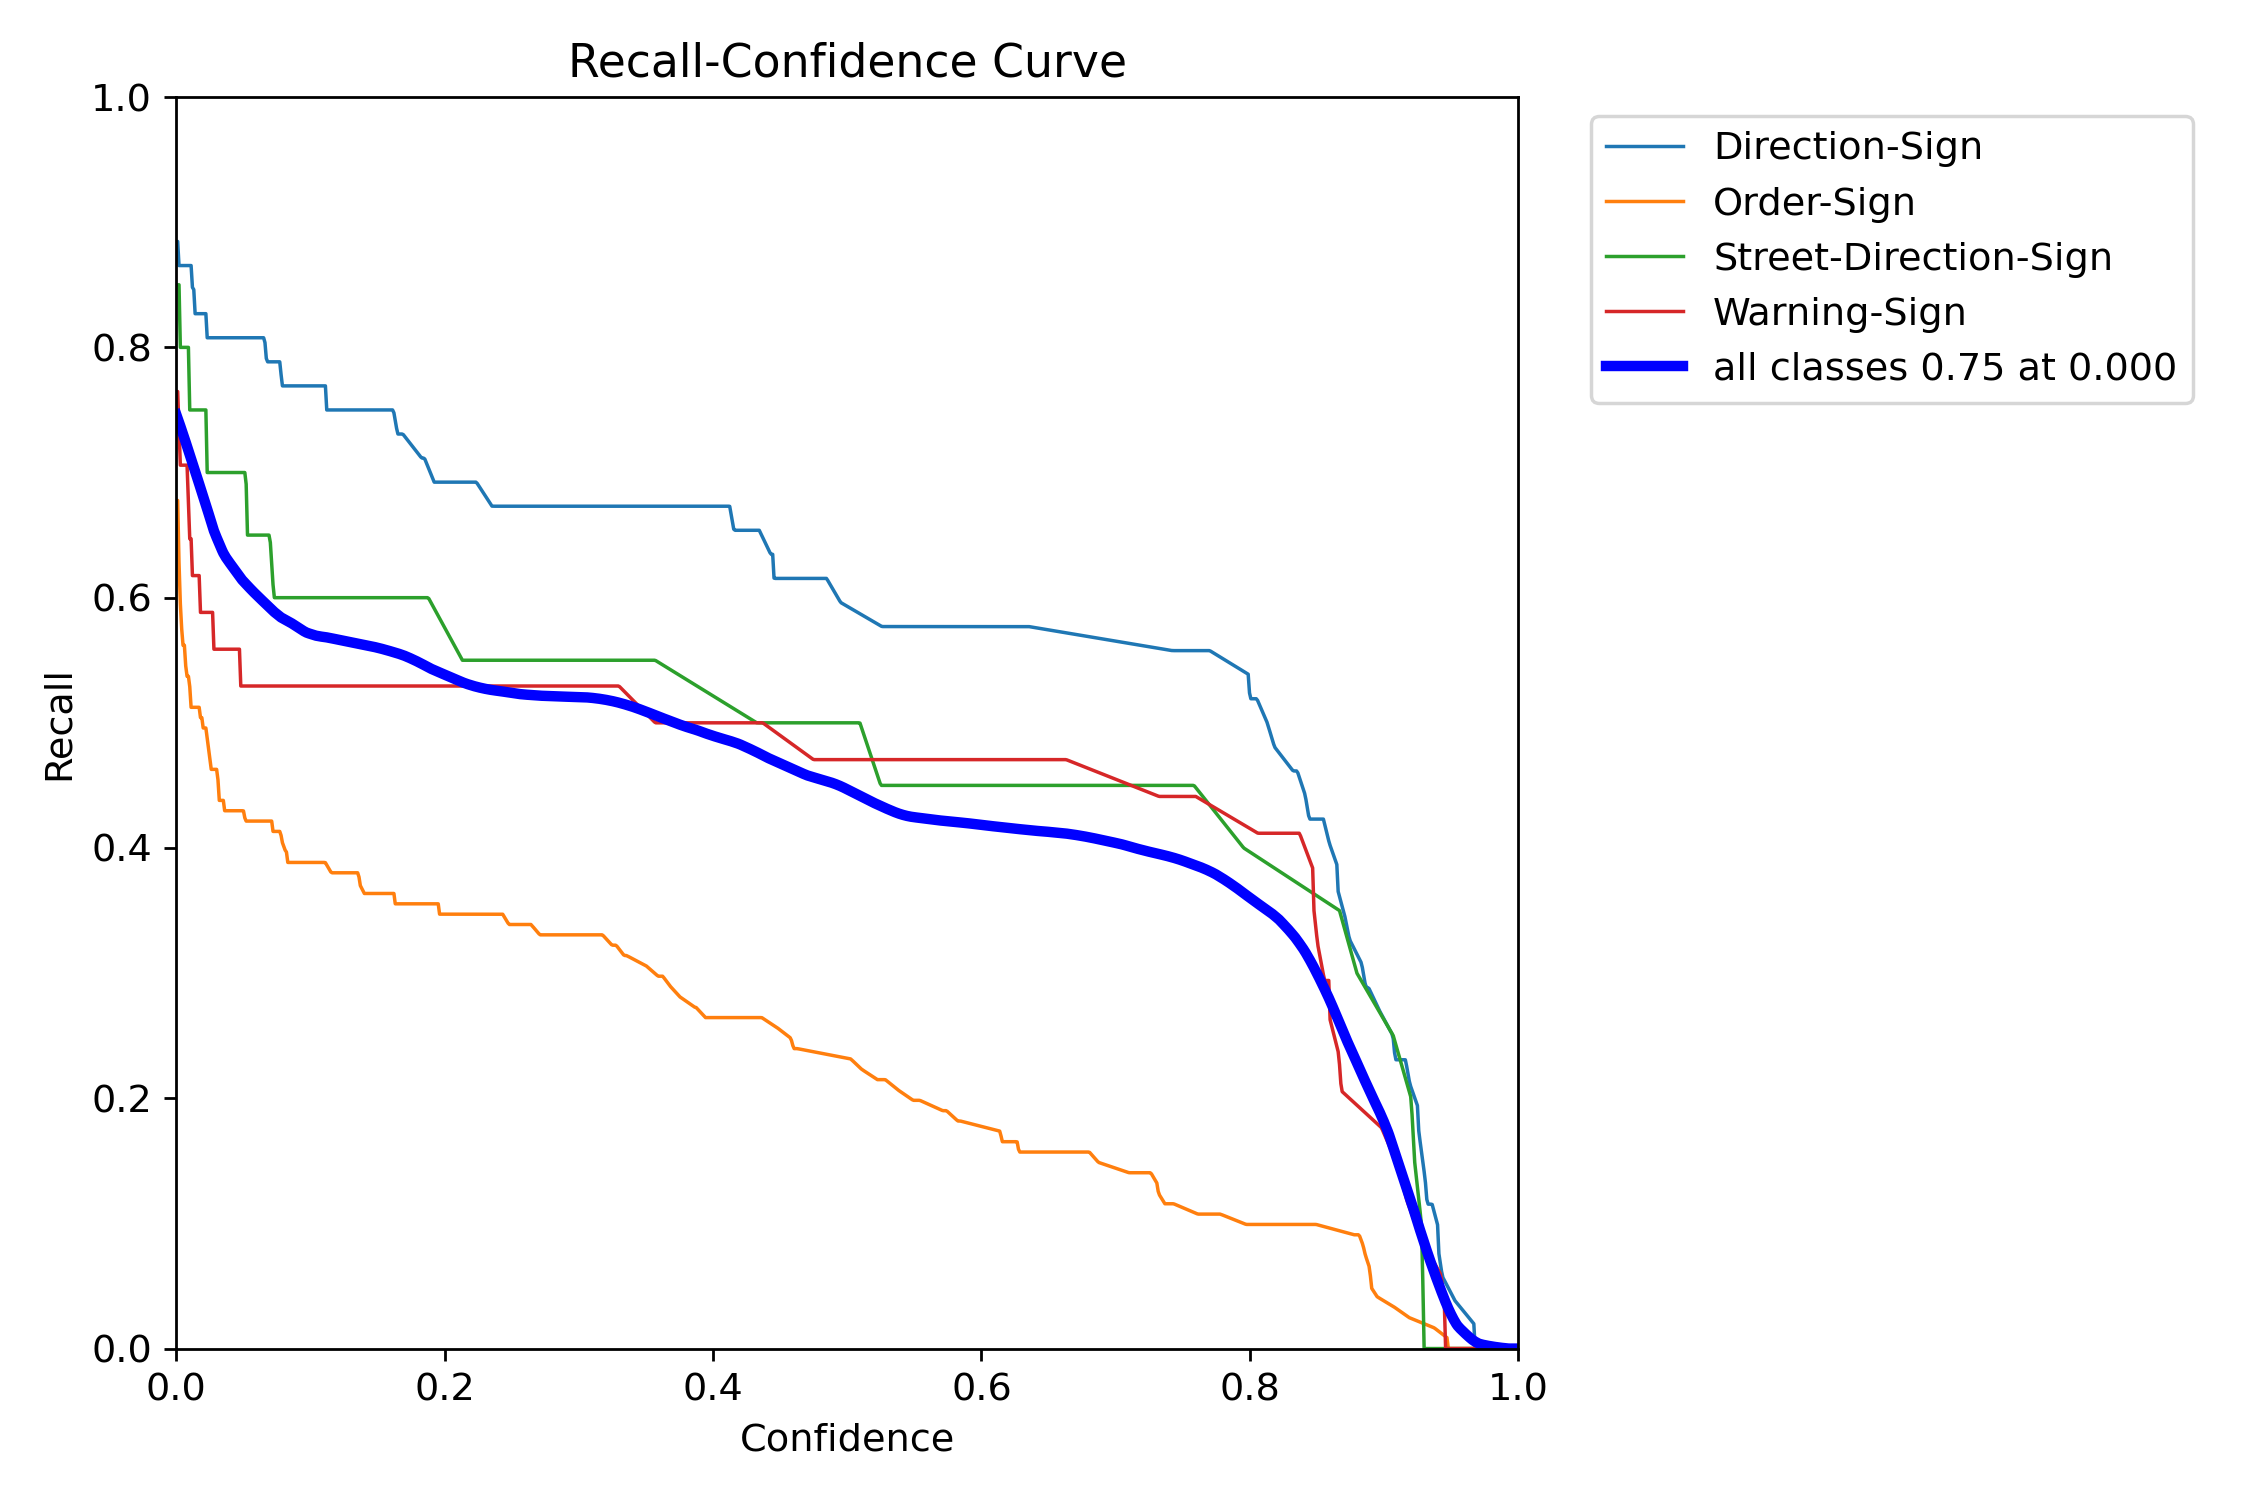 Recall-Confidence Curve
1.0
0.8
0.6
0.4
0.2
0.0
Recall
0.0 0.2 0.4 0.6 0.8 1.0
Confidence
Direction-Sign
Order-Sign
Street-Direction-Sign
Warning-Sign
all classes 0.75 at 0.000